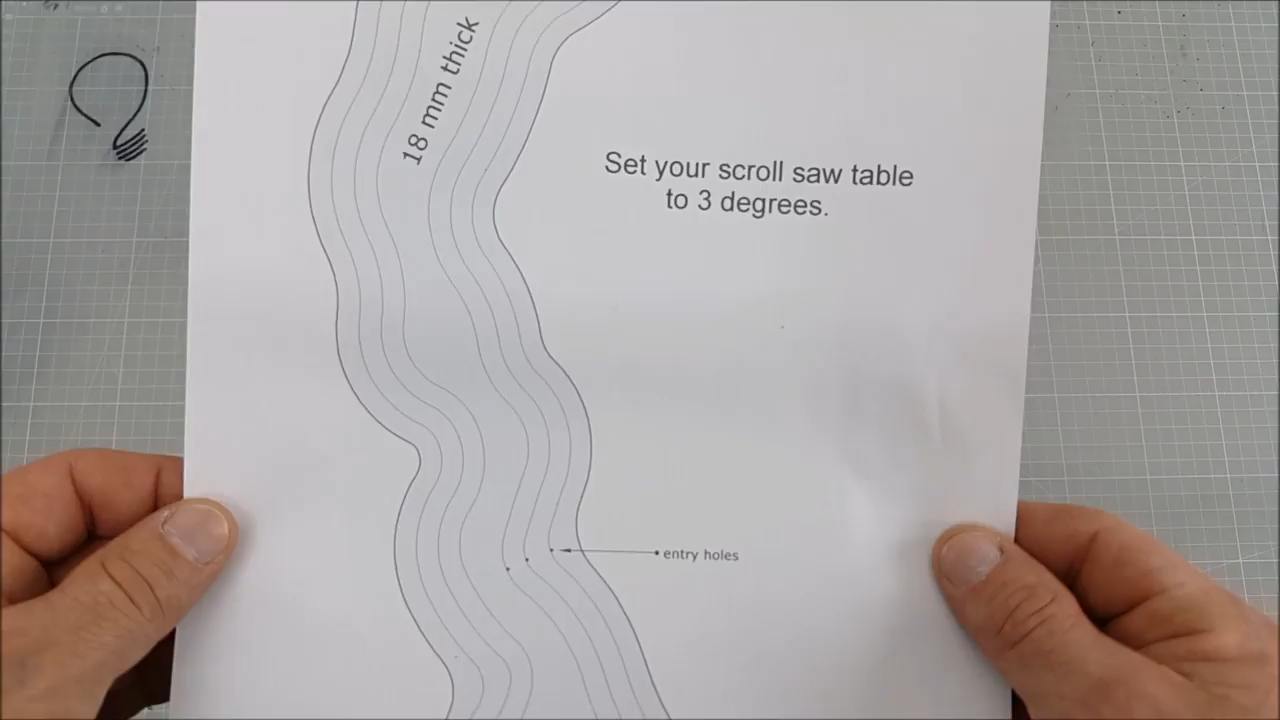 18 mm thick
Set your scroll saw table
to 3 degrees.
entry holes